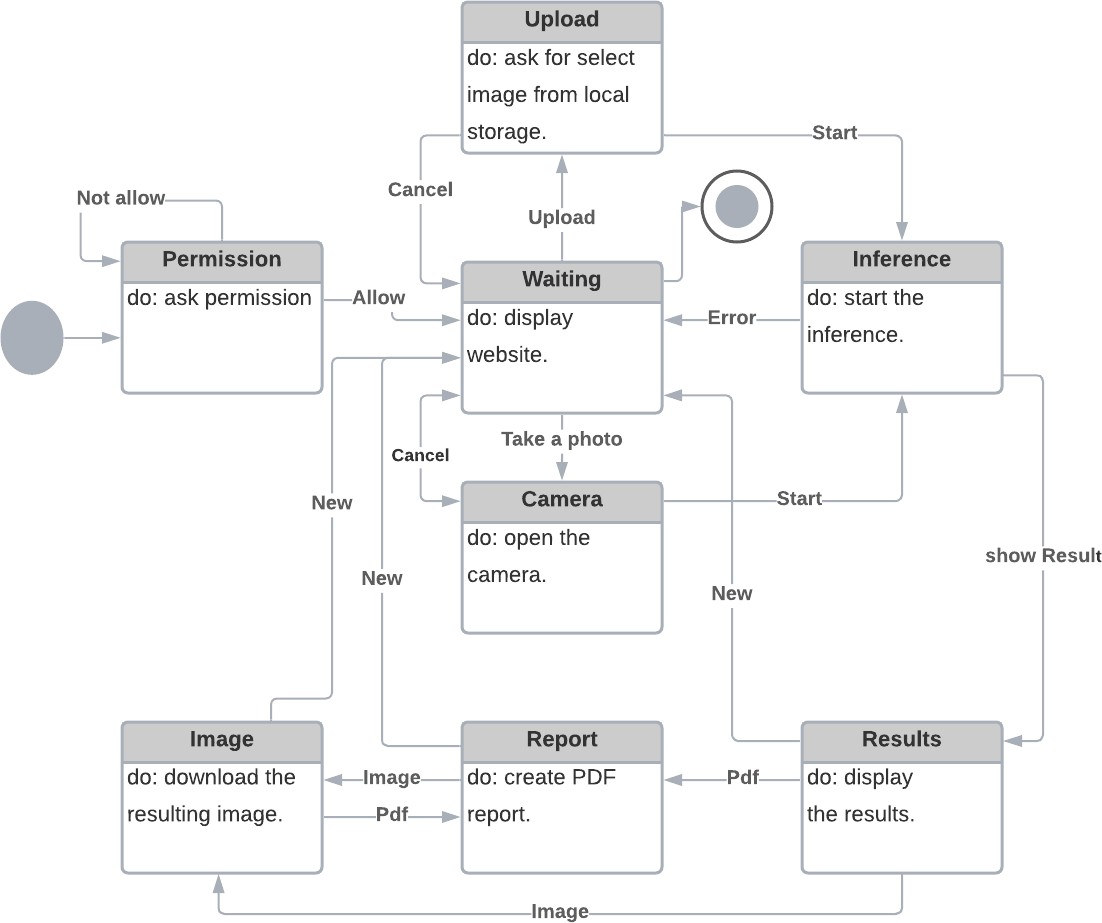 Upload
do: ask for select
image from local
storage.
Start
Cancel
Not allow
Upload
Permission
do: ask permission
Allow
Waiting
do: display
website.
Error
Inference
do: start the
inference.
Take a photo
Cancel
Camera
do: open the
camera.
Start
New
New
New
show Result
Image
do: download the
resulting image.
Image
Pdf
Report
do: create PDF
report.
Pdf
Results
do: display
the results.
Image